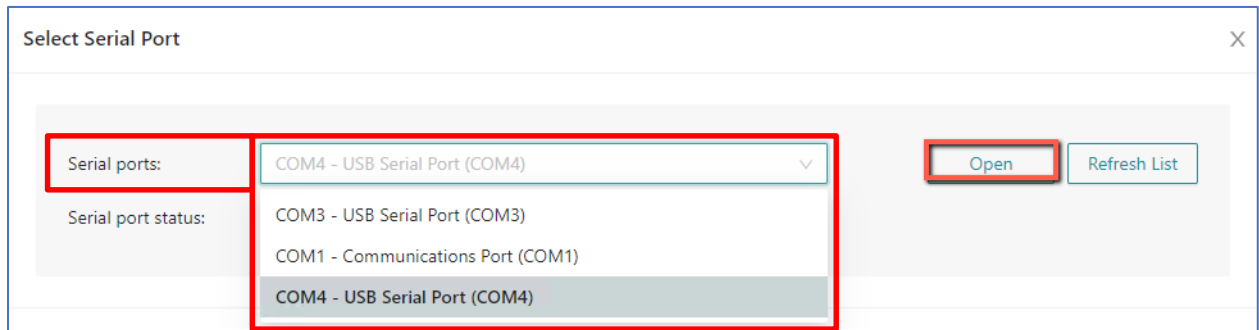 Select Serial Port X
Serial ports: COM4 - USB Serial Port (COM4) Open Refresh List
Serial port status:
COM3 - USB Serial Port (COM3)
COM1 - Communications Port (COM1)
COM4 - USB Serial Port (COM4)